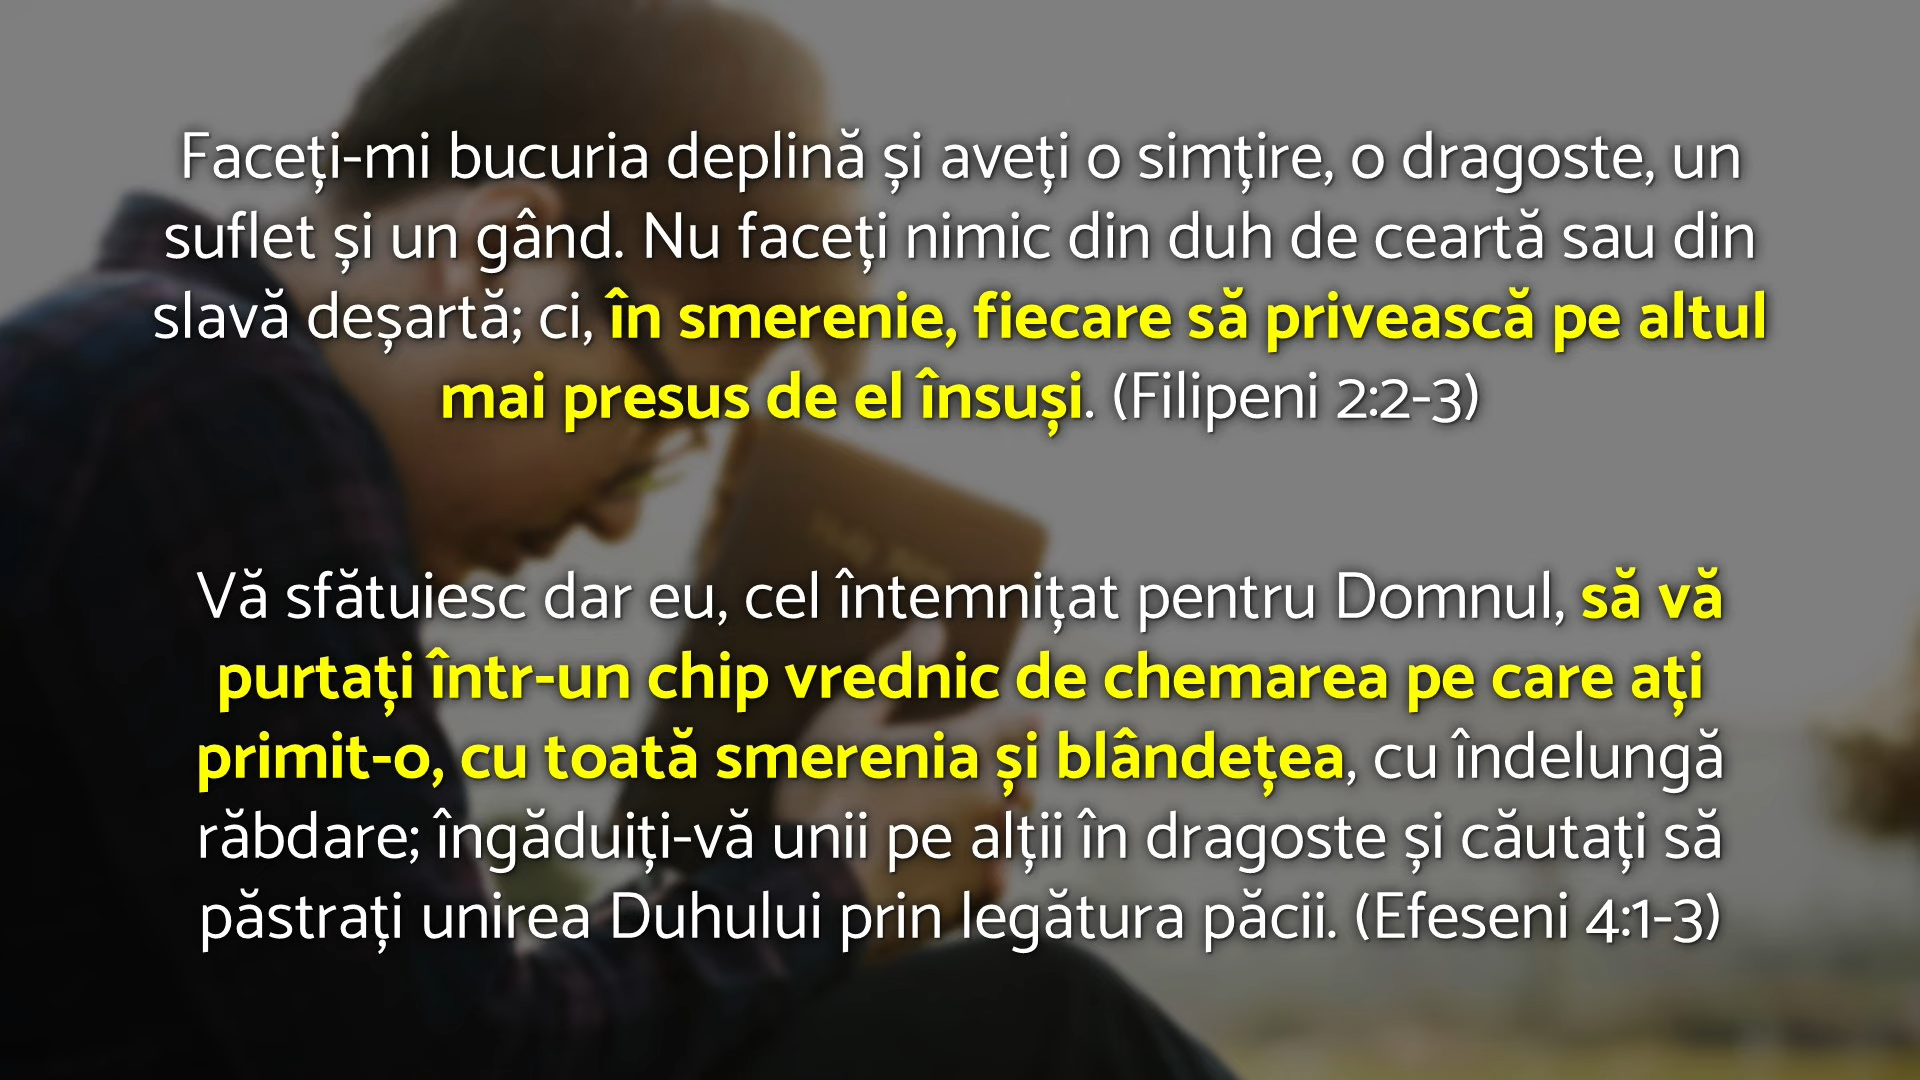 Faceți-mi bucuria deplină și aveți o simțire, o dragoste, un
suflet și un gând. Nu faceți nimic din duh de ceartă sau din
slavă deșartă; ci, în smerenie, fiecare să privească pe altul
mai presus de el însuși. (Filipeni 2:2-3)
Vă sfătuiesc dar eu, cel întemnițat pentru Domnul, să vă
purtați într-un chip vrednic de chemarea pe care ați
primit-o, cu toată smerenia și blândețea, cu îndelungă
răbdare; îngăduiți-vă unii pe alții în dragoste și căutați să
păstrați unirea Duhului prin legătura păcii. (Efeseni 4:1-3)